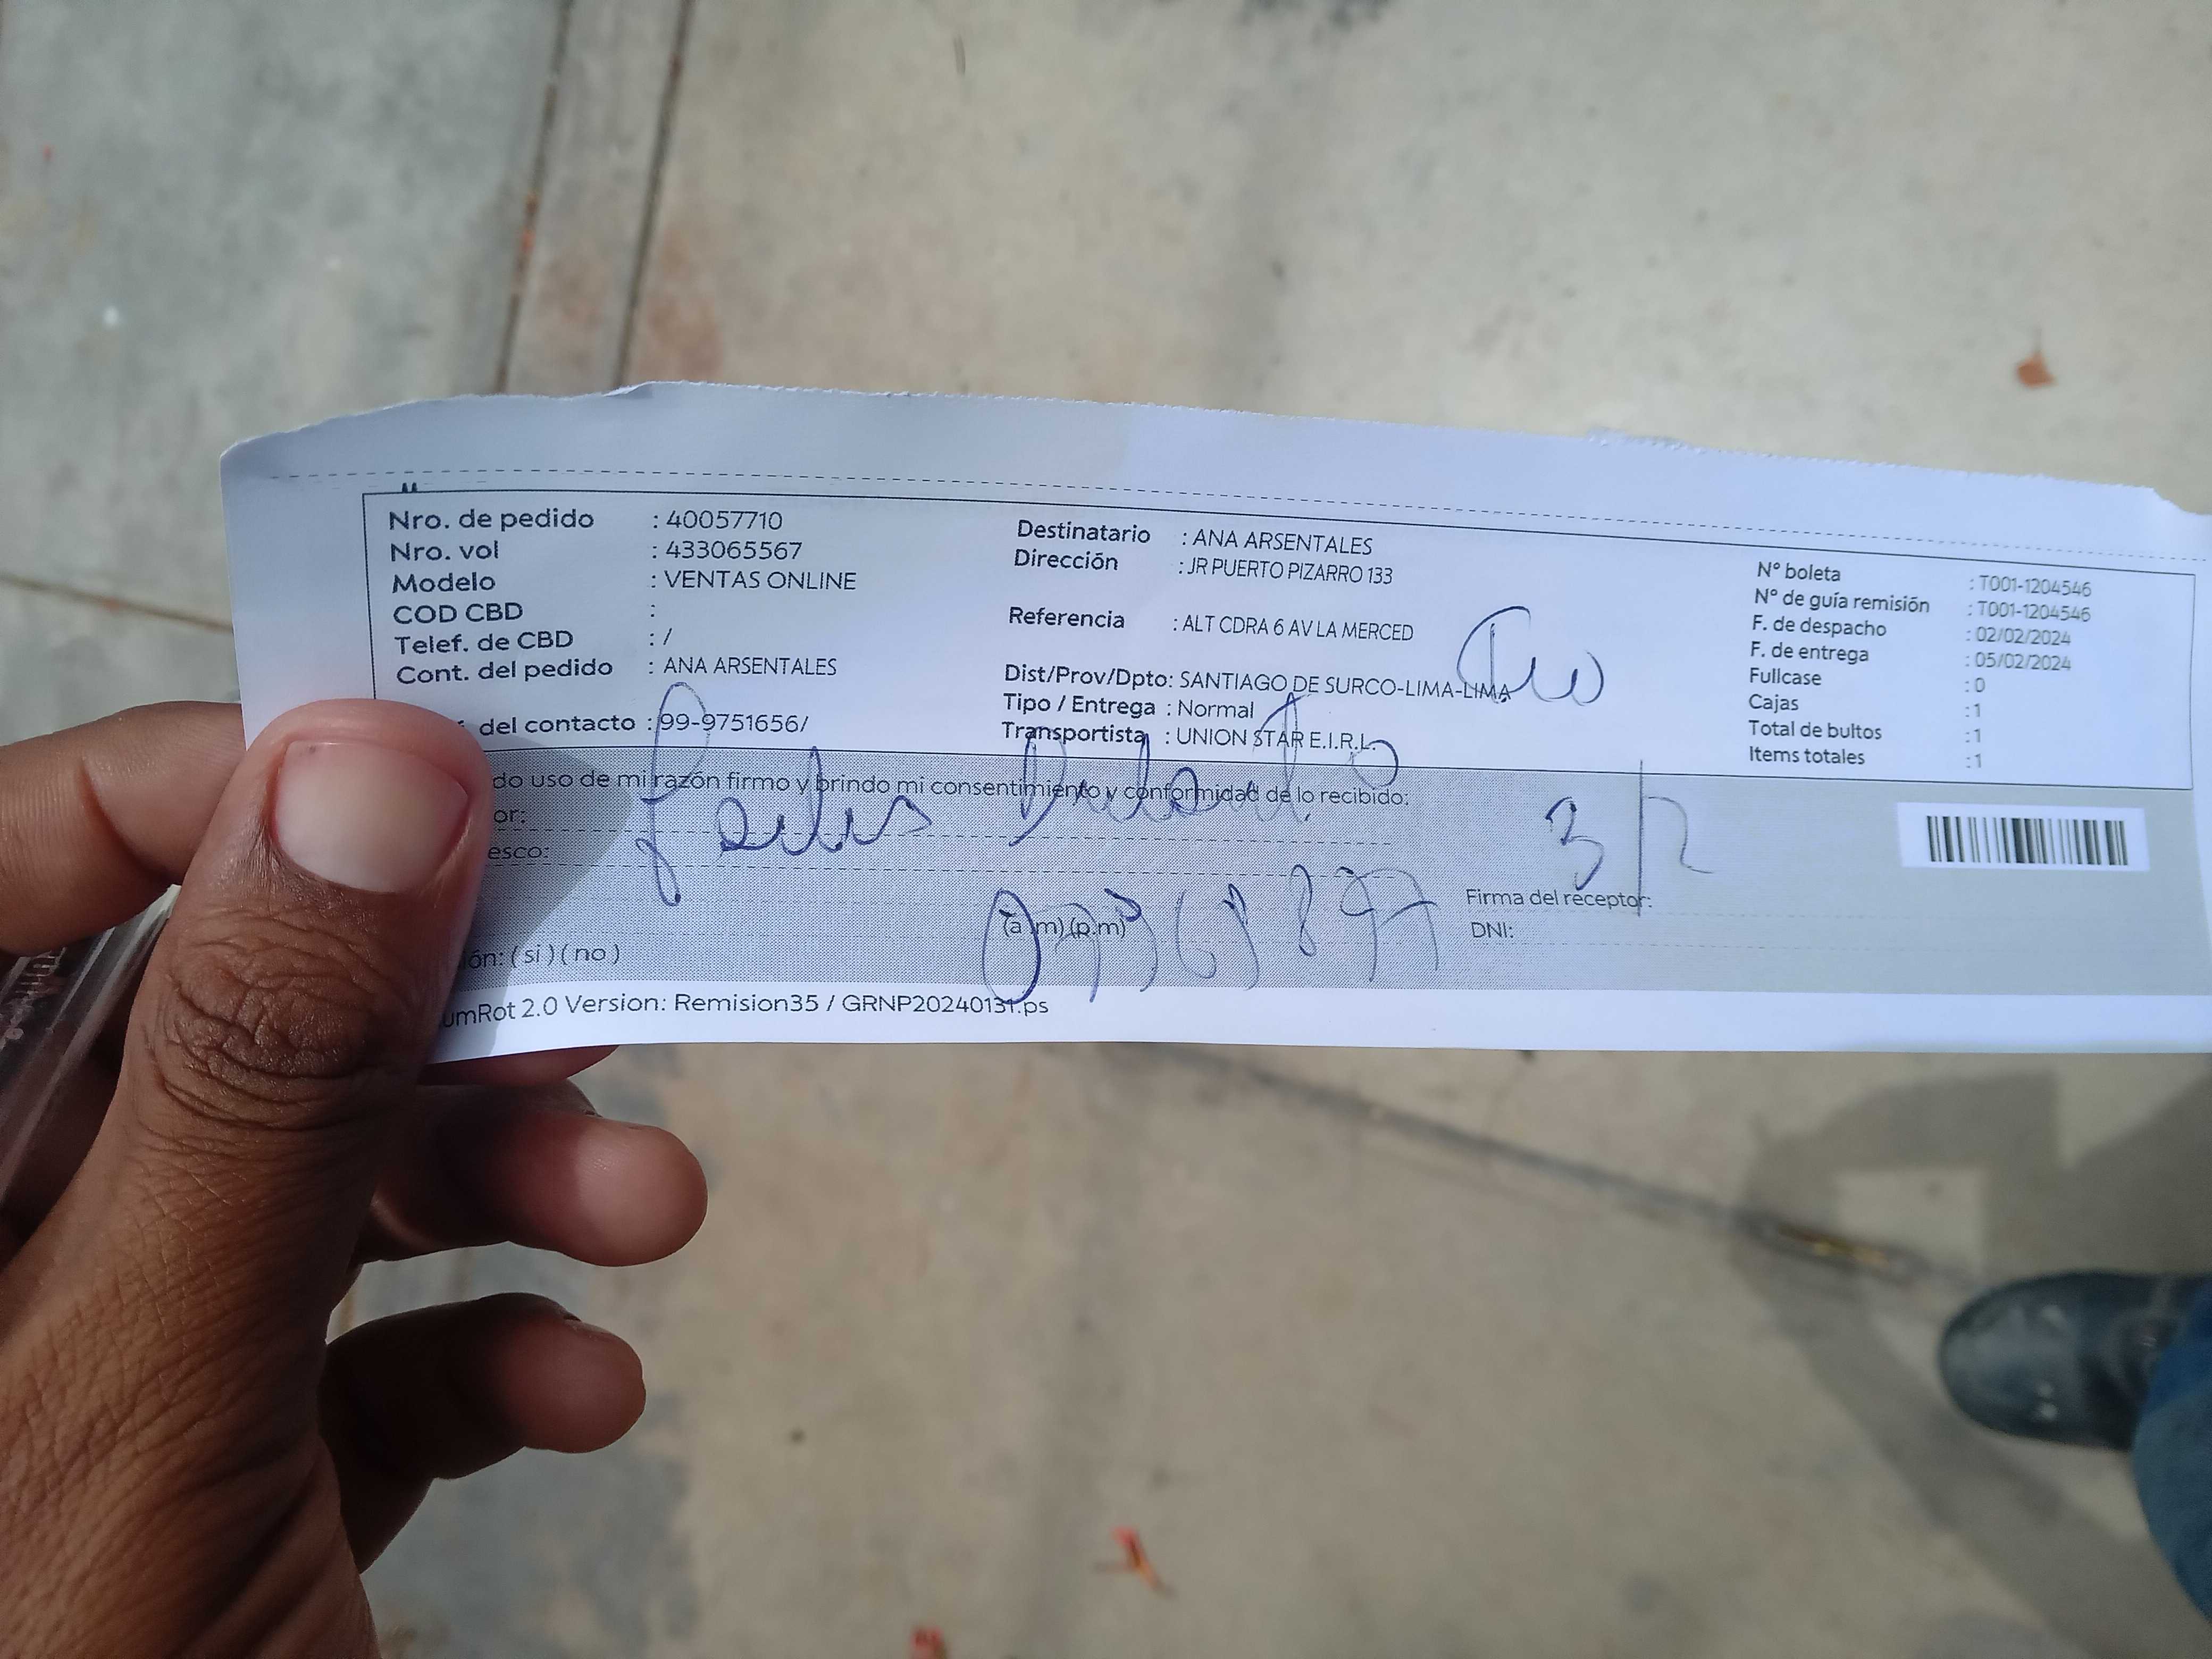 Nro. de pedido : 40057710
Nro. vol : 433065567
Modelo : VENTAS ONLINE
COD CBD :
Telef. de CBD : /
Cont. del pedido : ANA ARSENTALES
del contacto : 99-9751656/
Destinatario : ANA ARSENTALES
Dirección : JR PUERTO PIZARRO 133
Referencia : ALT CDRA 6 AV LA MERCED
Dist/Prov/Dpto: SANTIAGO DE SURCO-LIMA-LIMA
Tipo / Entrega : Normal
Transportista : UNION STAR E.I.R.L.
N° boleta : T001-1204546
N° de guía remisión : T001-1204546
F. de despacho : 02/02/2024
F. de entrega : 05/02/2024
Fullcase : 0
Cajas : 1
Total de bultos : 1
Items totales : 1
do uso de mi razón firmo y brindo mi consentimiento y conformidad de lo recibido:
or:
esco:
3/2
(a.m) (p.m)
Firma del receptor:
DNI:
ón: ( si ) ( no )
umRot 2.0 Version: Remision35 / GRNP20240131.ps